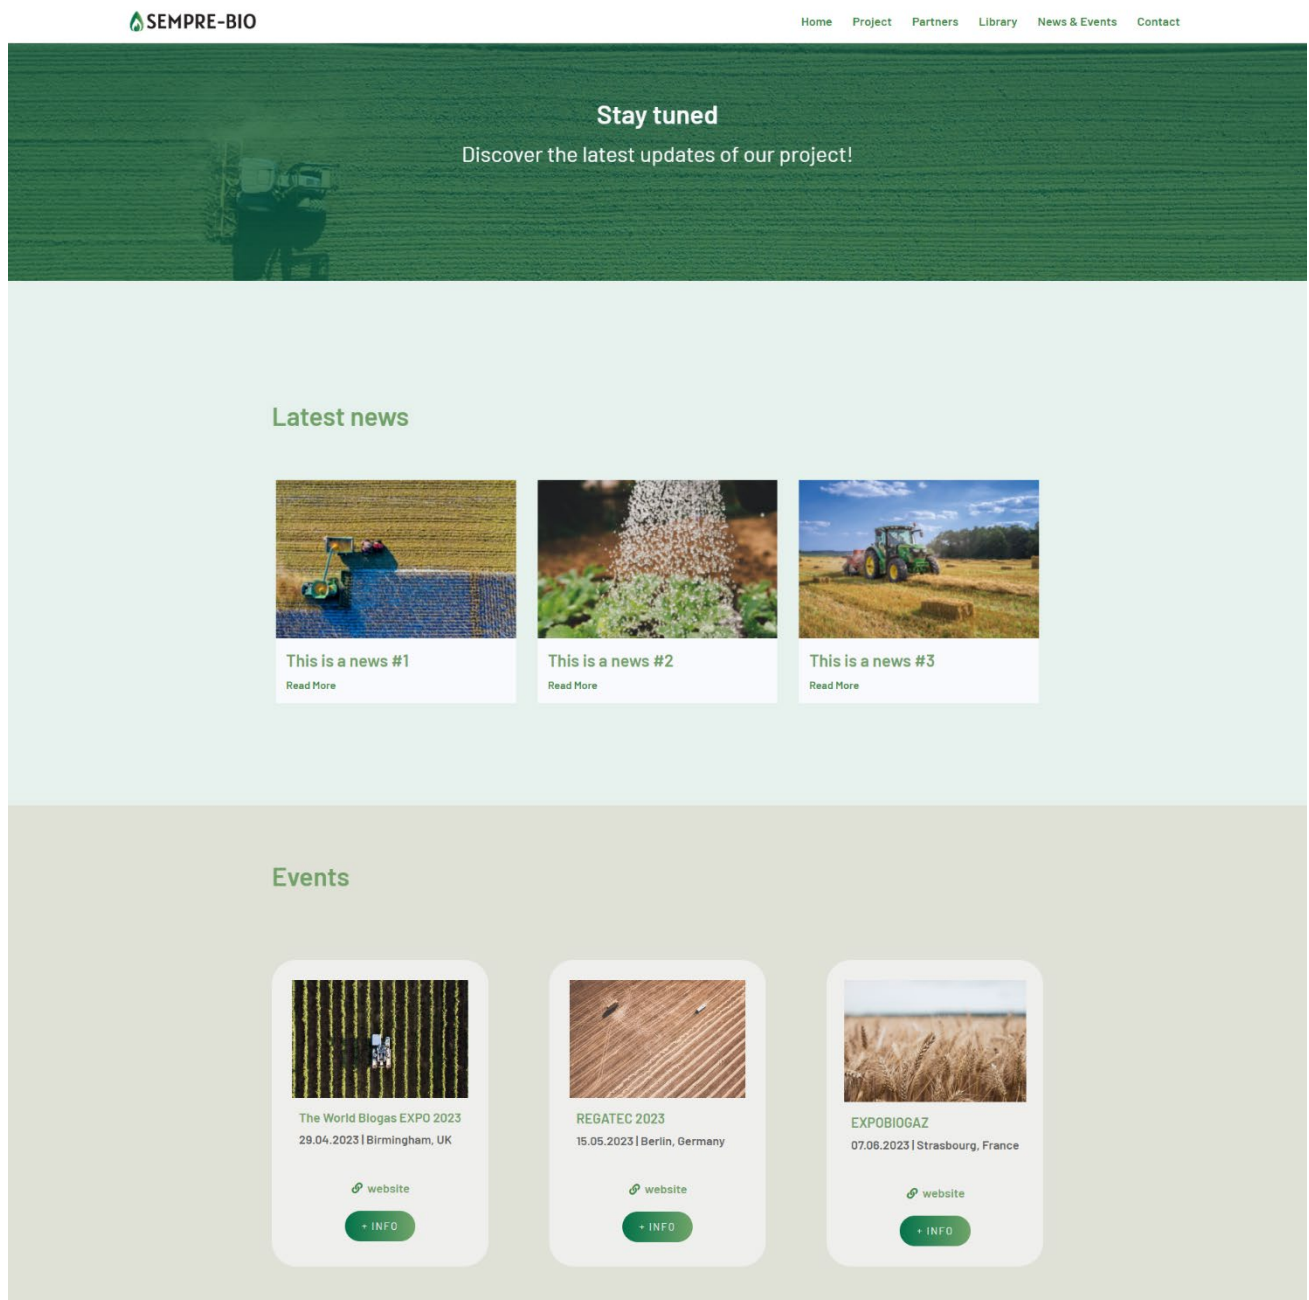 SEMPRE-BIO
Home Project Partners Library News & Events Contact
Stay tuned
Discover the latest updates of our project!
Latest news
This is a news #1
Read More
This is a news #2
Read More
This is a news #3
Read More
Events
The World Biogas EXPO 2023
29.04.2023 | Birmingham, UK
website
+ INFO
REGATEC 2023
15.05.2023 | Berlin, Germany
website
+ INFO
EXPOBIOGAZ
07.06.2023 | Strasbourg, France
website
+ INFO